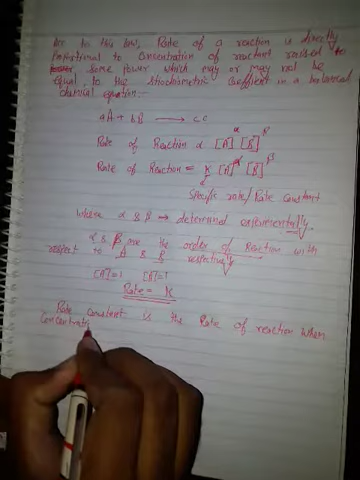 Acc to this law, Rate of a reaction is directly
proportional to concentration of reactant raised to
some power which may or may not be
equal to the stoichiometric coefficient in a balanced
chemical equation:-
aA + bB → cC
Rate of Reaction α [A]^α [B]^β
Rate of Reaction = K [A]^α [B]^β
Specific rate/Rate constant
where α & β → determined experimentally
α & β are the order of Reaction with
respect to A & B respectively
[A]=1 [A]=1
Rate = K
Rate constant is the Rate of reaction when
Concentrati